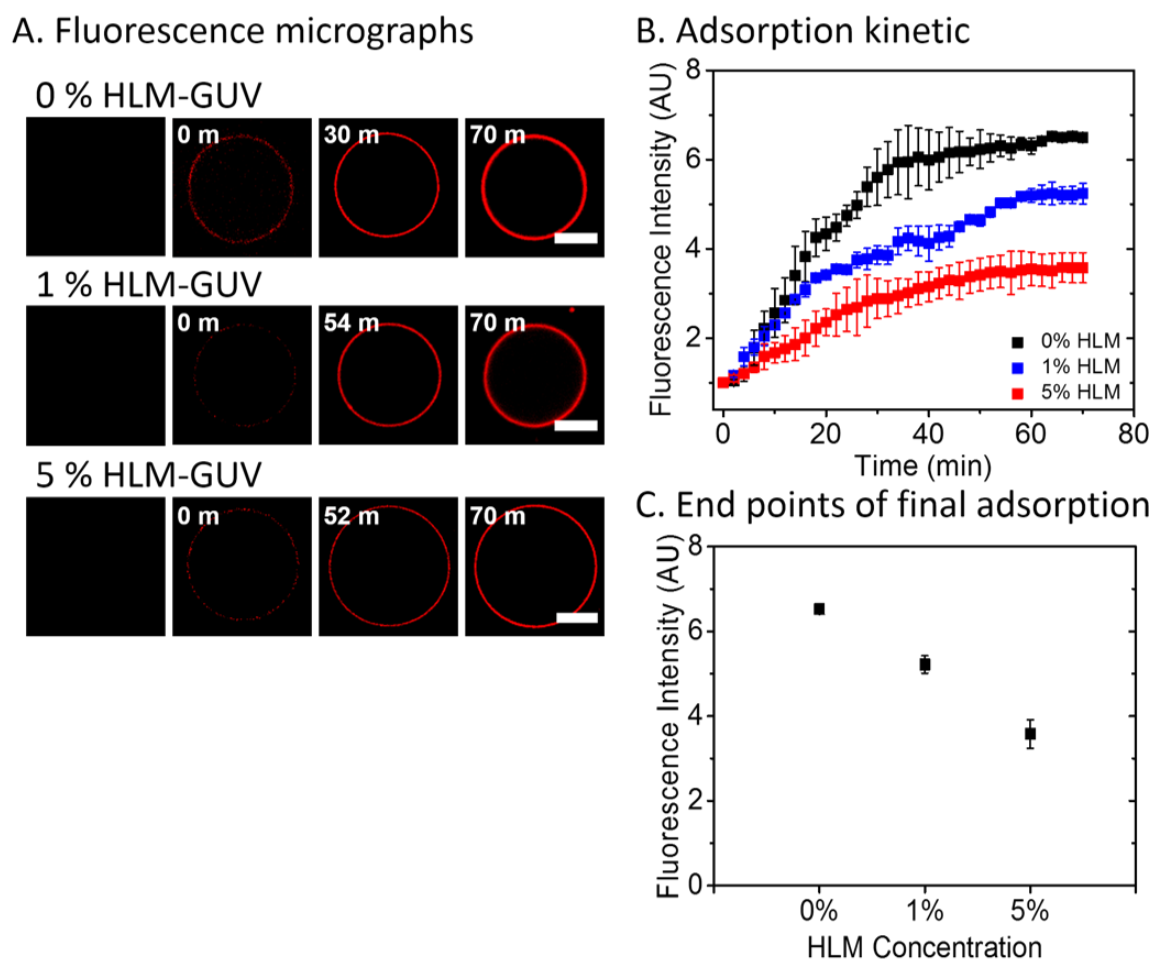 A. Fluorescence micrographs
0 % HLM-GUV
0 m
30 m
70 m
1 % HLM-GUV
0 m
54 m
70 m
5 % HLM-GUV
0 m
52 m
70 m
B. Adsorption kinetic
Fluorescence Intensity (AU)
8
6
4
2
0% HLM
1% HLM
5% HLM
0 20 40 60 80
Time (min)
C. End points of final adsorption
Fluorescence Intensity (AU)
8
6
4
2
0
0% 1% 5%
HLM Concentration